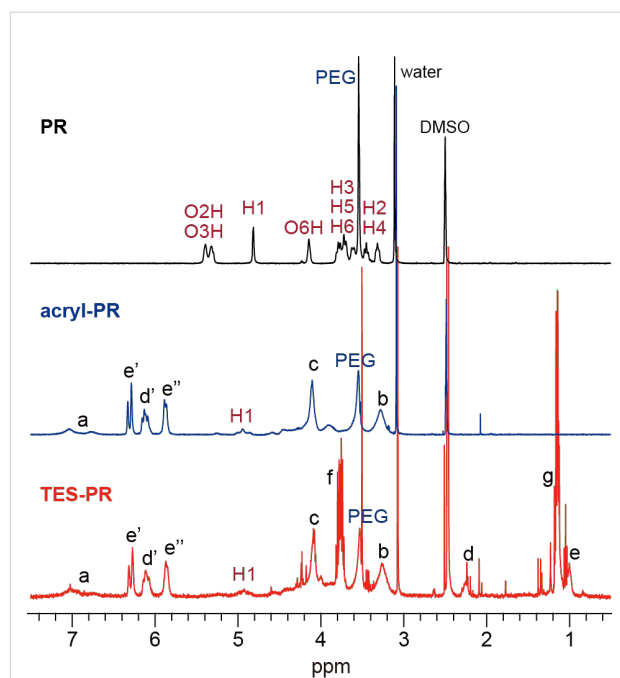 PEG
water
PR
DMSO
O2H
O3H
H1
O6H
H3
H5
H6
H2
H4
acryl-PR
e’
d’
e”
a
H1
c
PEG
b
TES-PR
e’
d’
e”
a
H1
c
f
PEG
b
d
g
e
7 6 5 4 3 2 1
ppm